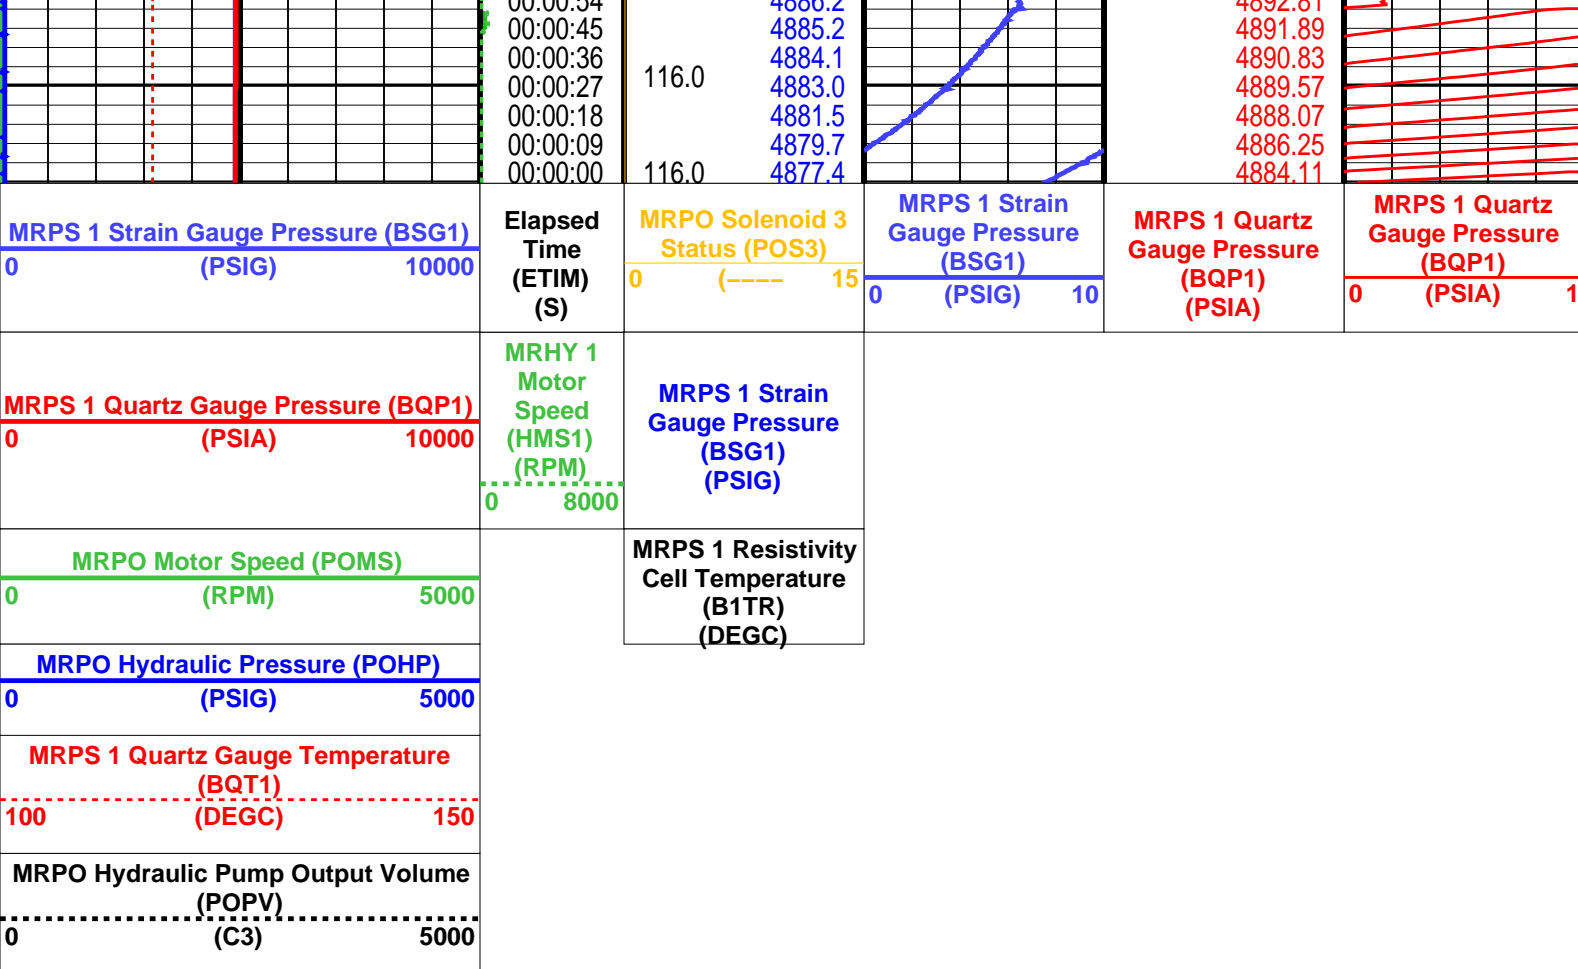 00:00:54 4886.2 4892.81
00:00:45 4885.2 4891.89
00:00:36 4884.1 4890.83
116.0
00:00:27 4883.0 4889.57
00:00:18 4881.5 4888.07
00:00:09 4879.7 4886.25
00:00:00 116.0 4877.4 4884.11
MRPS 1 Strain Gauge Pressure (BSG1)
0 (PSIG) 10000
Elapsed
Time
(ETIM)
(S)
MRPO Solenoid 3
Status (POS3)
0 (---- 15
MRPS 1 Strain
Gauge Pressure
(BSG1)
0 (PSIG) 10
MRPS 1 Quartz
Gauge Pressure
(BQP1)
(PSIA)
MRPS 1 Quartz
Gauge Pressure
(BQP1)
0 (PSIA) 1
MRPS 1 Quartz Gauge Pressure (BQP1)
0 (PSIA) 10000
MRHY 1
Motor
Speed
(HMS1)
(RPM)
0 8000
MRPS 1 Strain
Gauge Pressure
(BSG1)
(PSIG)
MRPO Motor Speed (POMS)
0 (RPM) 5000
MRPS 1 Resistivity
Cell Temperature
(B1TR)
(DEGC)
MRPO Hydraulic Pressure (POHP)
0 (PSIG) 5000
MRPS 1 Quartz Gauge Temperature
(BQT1)
100 (DEGC) 150
MRPO Hydraulic Pump Output Volume
(POPV)
0 (C3) 5000